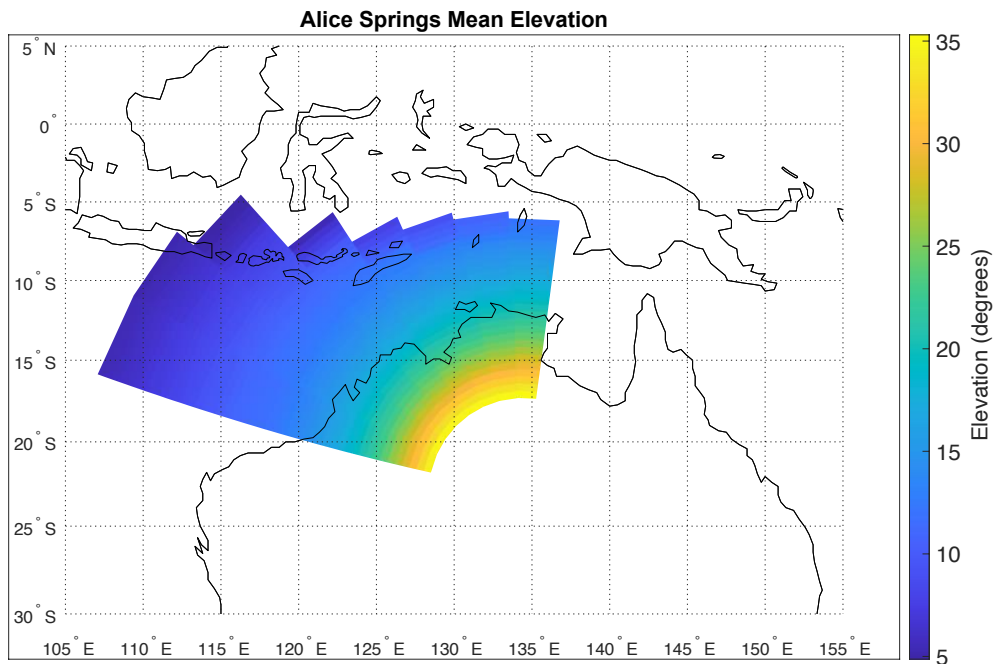 Alice Springs Mean Elevation
5° N
0°
5° S
10° S
15° S
20° S
25° S
30° S
105° E 110° E 115° E 120° E 125° E 130° E 135° E 140° E 145° E 150° E 155° E
35
30
25
20
15
10
5
Elevation (degrees)